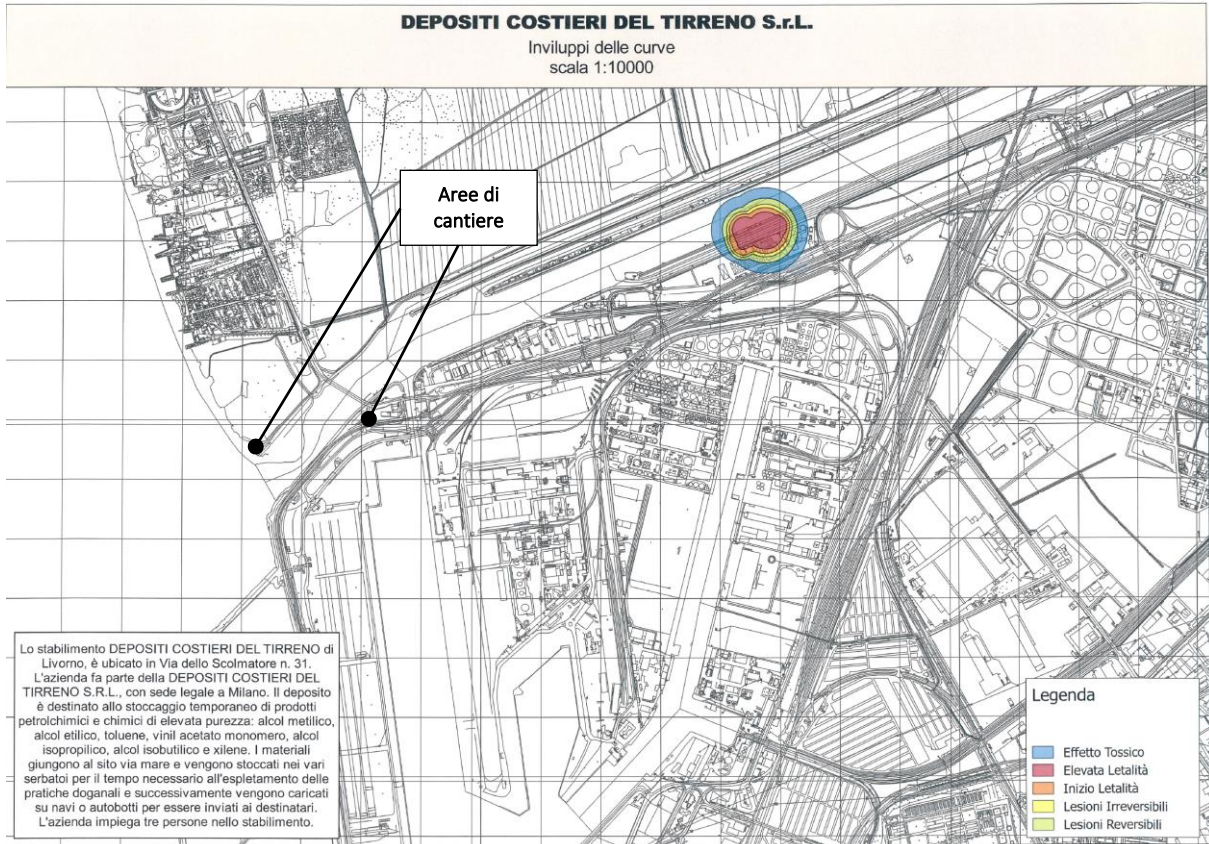 DEPOSITI COSTIERI DEL TIRRENO S.r.L.
Inviluppi delle curve
scala 1:10000
Aree di
cantiere
Lo stabilimento DEPOSITI COSTIERI DEL TIRRENO di
Livorno, è ubicato in Via dello Scolmatore n. 31.
L'azienda fa parte della DEPOSITI COSTIERI DEL
TIRRENO S.R.L., con sede legale a Milano. Il deposito
è destinato allo stoccaggio temporaneo di prodotti
petrolchimici e chimici di elevata purezza: alcol metilico,
alcol etilico, toluene, vinil acetato monomero, alcol
isopropilico, alcol isobutilico e xilene. I materiali
giungono al sito via mare e vengono stoccati nei vari
serbatoi per il tempo necessario all'espletamento delle
pratiche doganali e successivamente vengono caricati
su navi o autobotti per essere inviati ai destinatari.
L'azienda impiega tre persone nello stabilimento.
Legenda
Effetto Tossico
Elevata Letalità
Inizio Letalità
Lesioni Irreversibili
Lesioni Reversibili